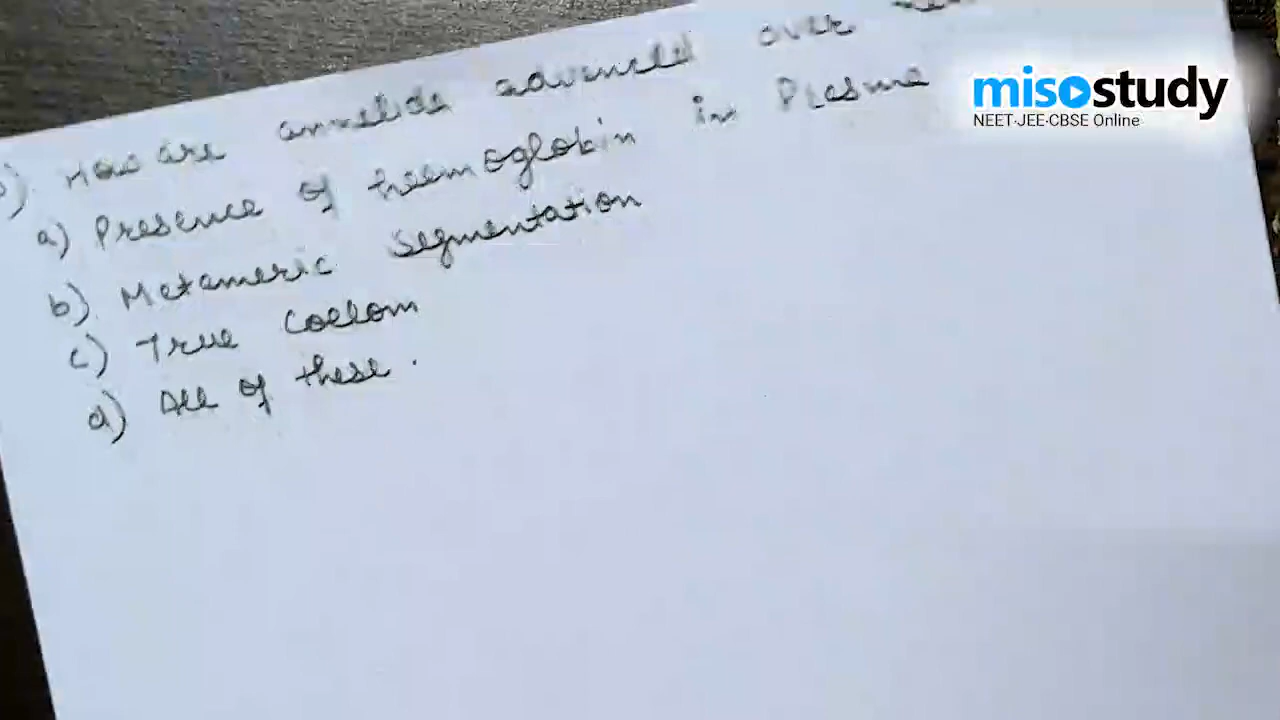 How are annelida advanced over
a) Presence of haemoglobin in Plasma
b) Metameric Segmentation
c) True Coelom
d) All of these.
misostudy
NEET-JEE-CBSE Online